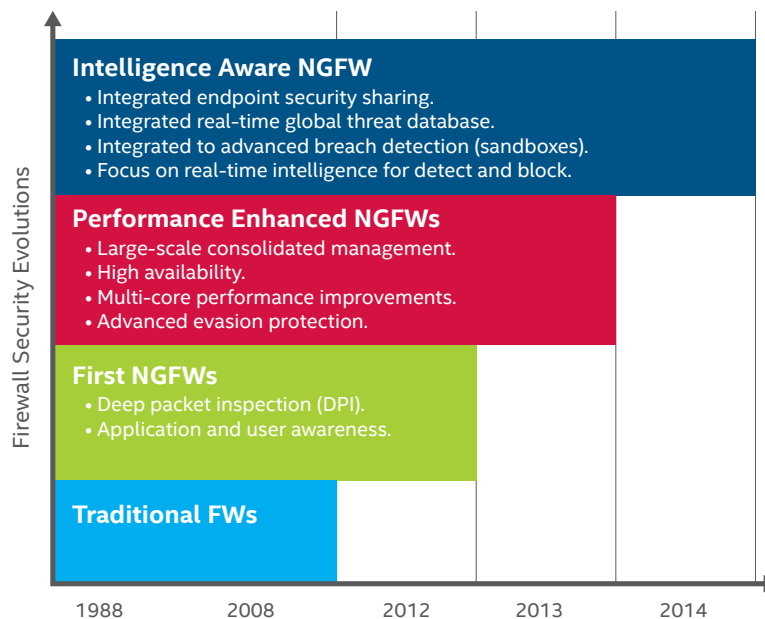 Intelligence Aware NGFW
• Integrated endpoint security sharing.
• Integrated real-time global threat database.
• Integrated to advanced breach detection (sandboxes).
• Focus on real-time intelligence for detect and block.
Performance Enhanced NGFWs
• Large-scale consolidated management.
• High availability.
• Multi-core performance improvements.
• Advanced evasion protection.
First NGFWs
• Deep packet inspection (DPI).
• Application and user awareness.
Traditional FWs
Firewall Security Evolutions
1988 2008 2012 2013 2014